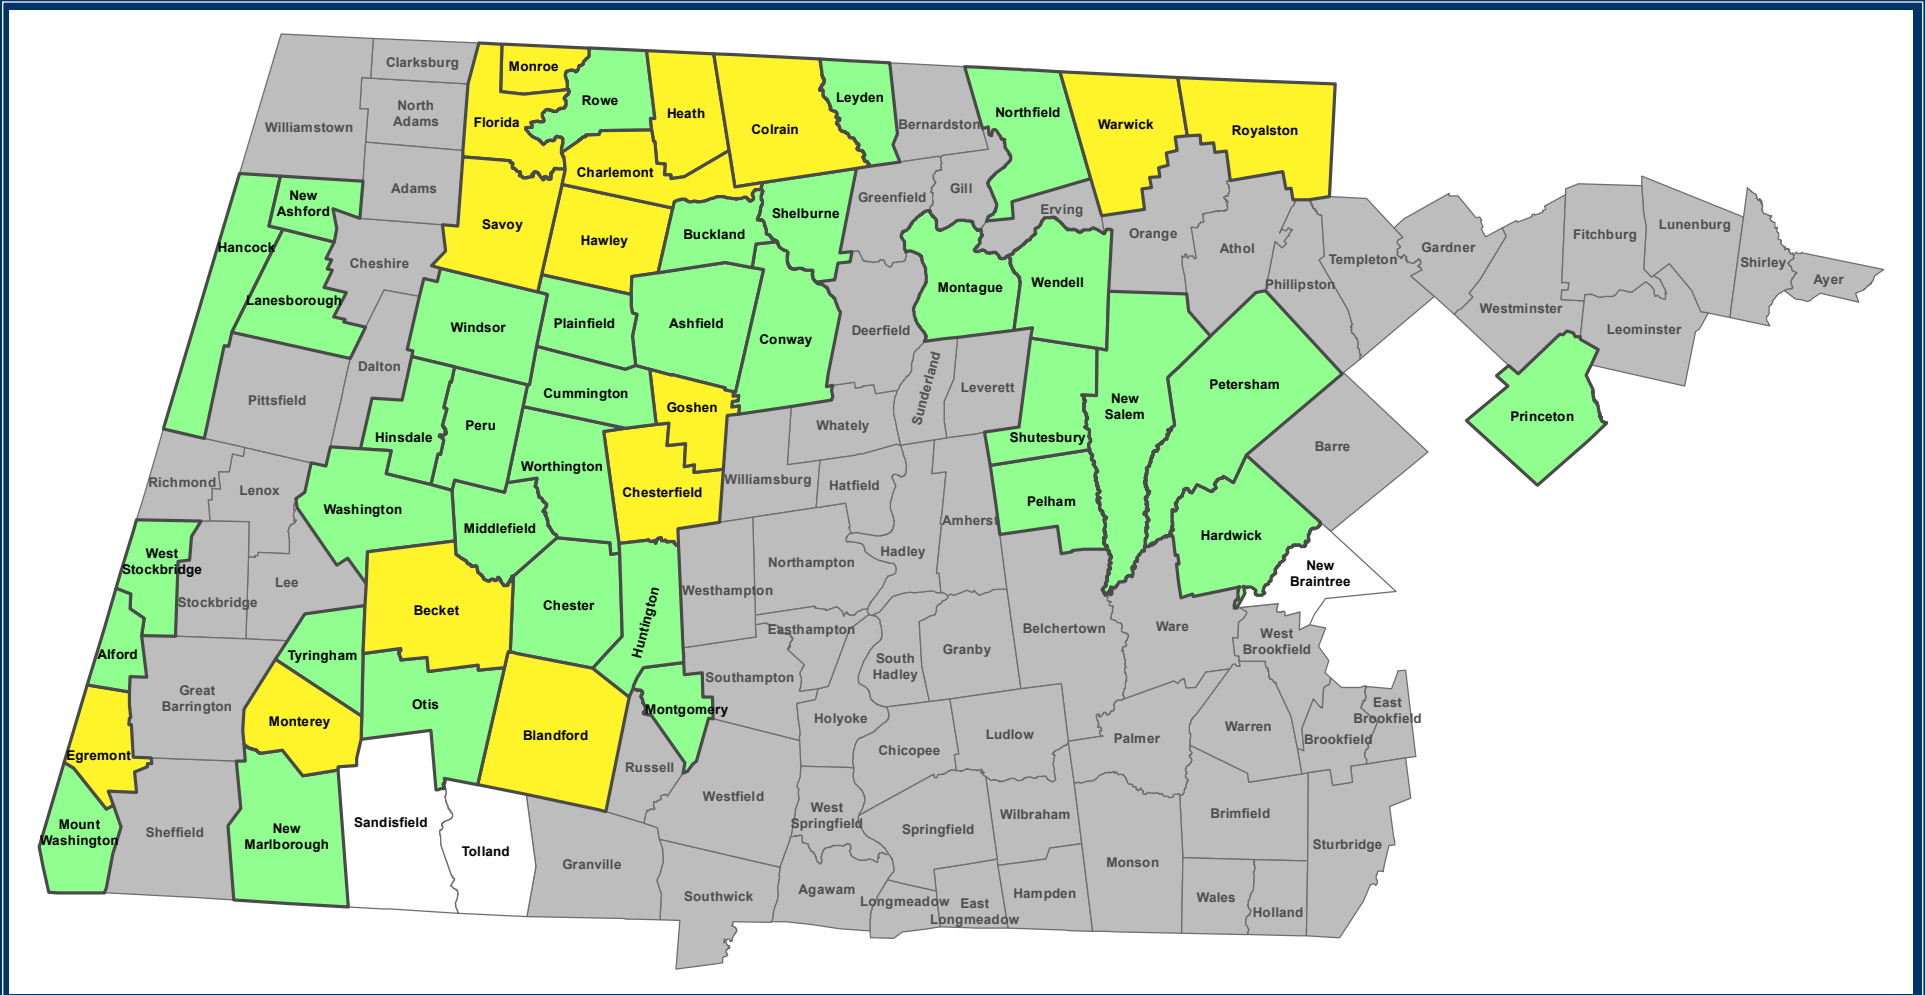 Clarksburg
Monroe
Rowe
Heath
Colrain
Leyden
Bernardston
Northfield
Warwick
Royalston
Williamstown
North
Adams
Florida
Charlemont
Adams
Savoy
Hawley
Buckland
Shelburne
Greenfield
Gill
Erving
Orange
Athol
Phillipston
Templeton
Gardner
Westminster
Fitchburg
Lunenburg
Shirley
Ayer
Leominster
Princeton
New
Ashford
Hancock
Cheshire
Lanesborough
Windsor
Plainfield
Ashfield
Conway
Deerfield
Montague
Wendell
Sunderland
Leverett
Shutesbury
New
Salem
Petersham
Barre
Dalton
Pittsfield
Hinsdale
Peru
Cummington
Goshen
Worthington
Chesterfield
Williamsburg
Whately
Hatfield
Amherst
Pelham
Hardwick
New
Braintree
Richmond
Lenox
Washington
Middlefield
West
Stockbridge
Stockbridge
Lee
Becket
Chester
Huntington
Westhampton
Northampton
Hadley
Easthampton
Belchertown
Ware
West
Brookfield
Alford
Great
Barrington
Tyringham
Monterey
Otis
Blandford
Montgomery
Southampton
Holyoke
South
Hadley
Granby
Chicopee
Ludlow
Palmer
Warren
Brookfield
East
Brookfield
Egremont
Mount
Washington
Sheffield
New
Marlborough
Sandisfield
Tolland
Russell
Westfield
Granville
Southwick
West
Springfield
Agawam
Springfield
Longmeadow
East
Longmeadow
Wilbraham
Hampden
Monson
Brimfield
Wales
Holland
Sturbridge